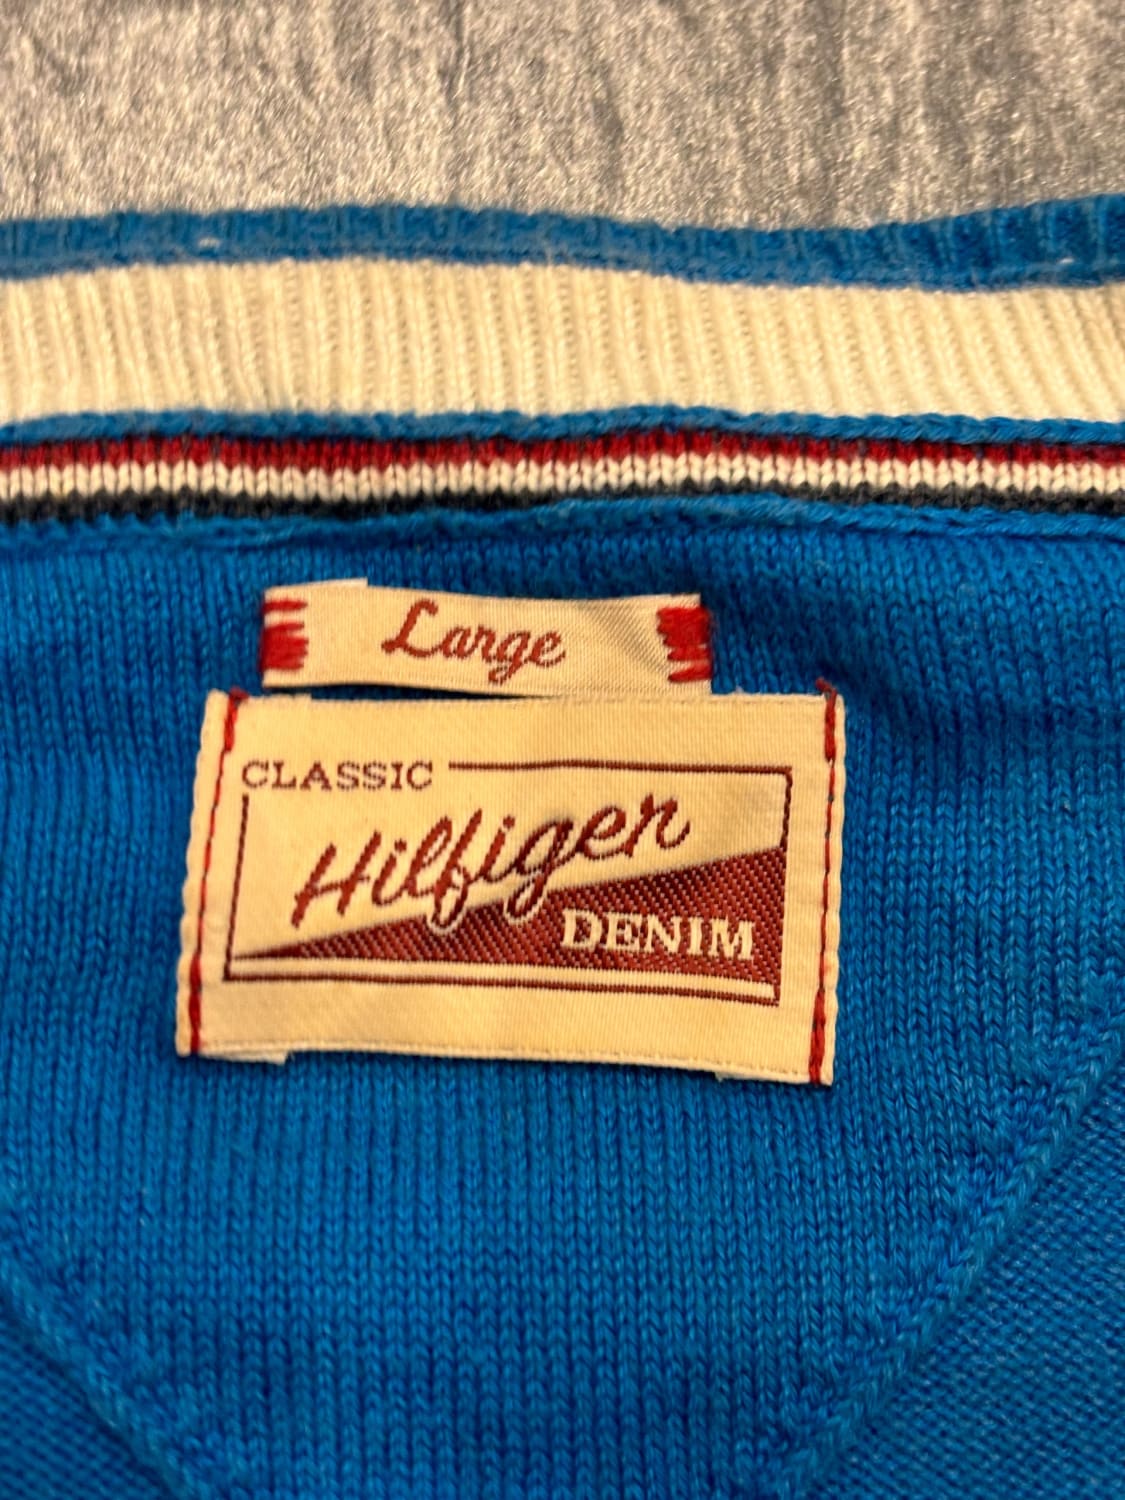 Large
CLASSIC
Hilfiger
DENIM